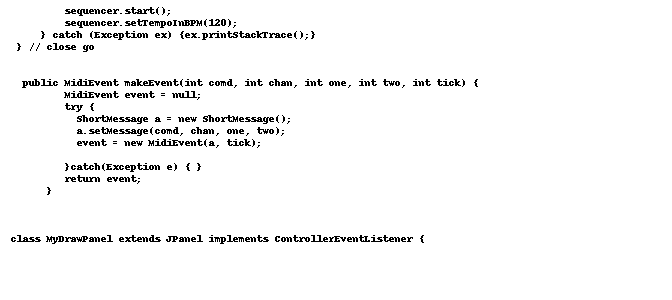 sequencer.start();
sequencer.setTempoInBPM(120);
} catch (Exception ex) {ex.printStackTrace();}
} // close go
public MidiEvent makeEvent(int comd, int chan, int one, int two, int tick) {
MidiEvent event = null;
try {
ShortMessage a = new ShortMessage();
a.setMessage(comd, chan, one, two);
event = new MidiEvent(a, tick);
}catch(Exception e) { }
return event;
}
class MyDrawPanel extends JPanel implements ControllerEventListener {